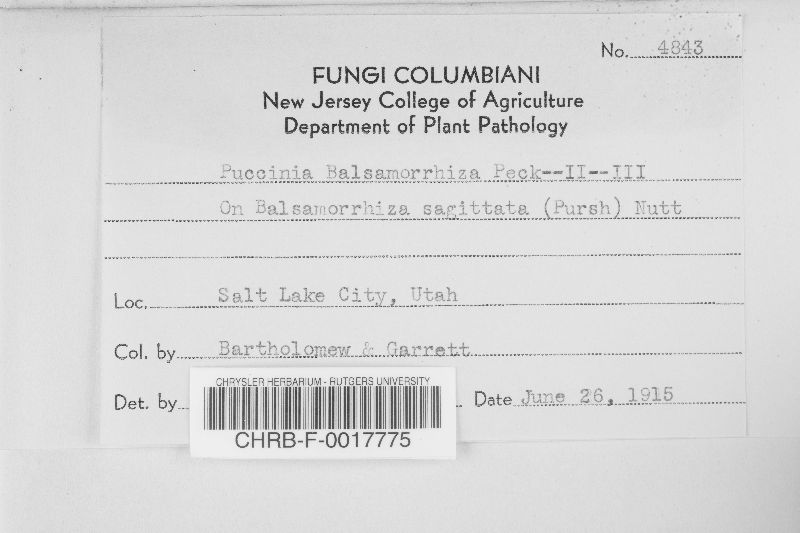 No. 4843
FUNGI COLUMBIANI
New Jersey College of Agriculture
Department of Plant Pathology
Puccinia Balsamorrhiza Peck--II--III
On Balsamorrhiza sagittata (Pursh) Nutt
Loc. Salt Lake City, Utah
Col. by Bartholomew & Garrett
Det. by Date June 26, 1915
CHRYSLER HERBARIUM - RUTGERS UNIVERSITY
CHRB-F-0017775